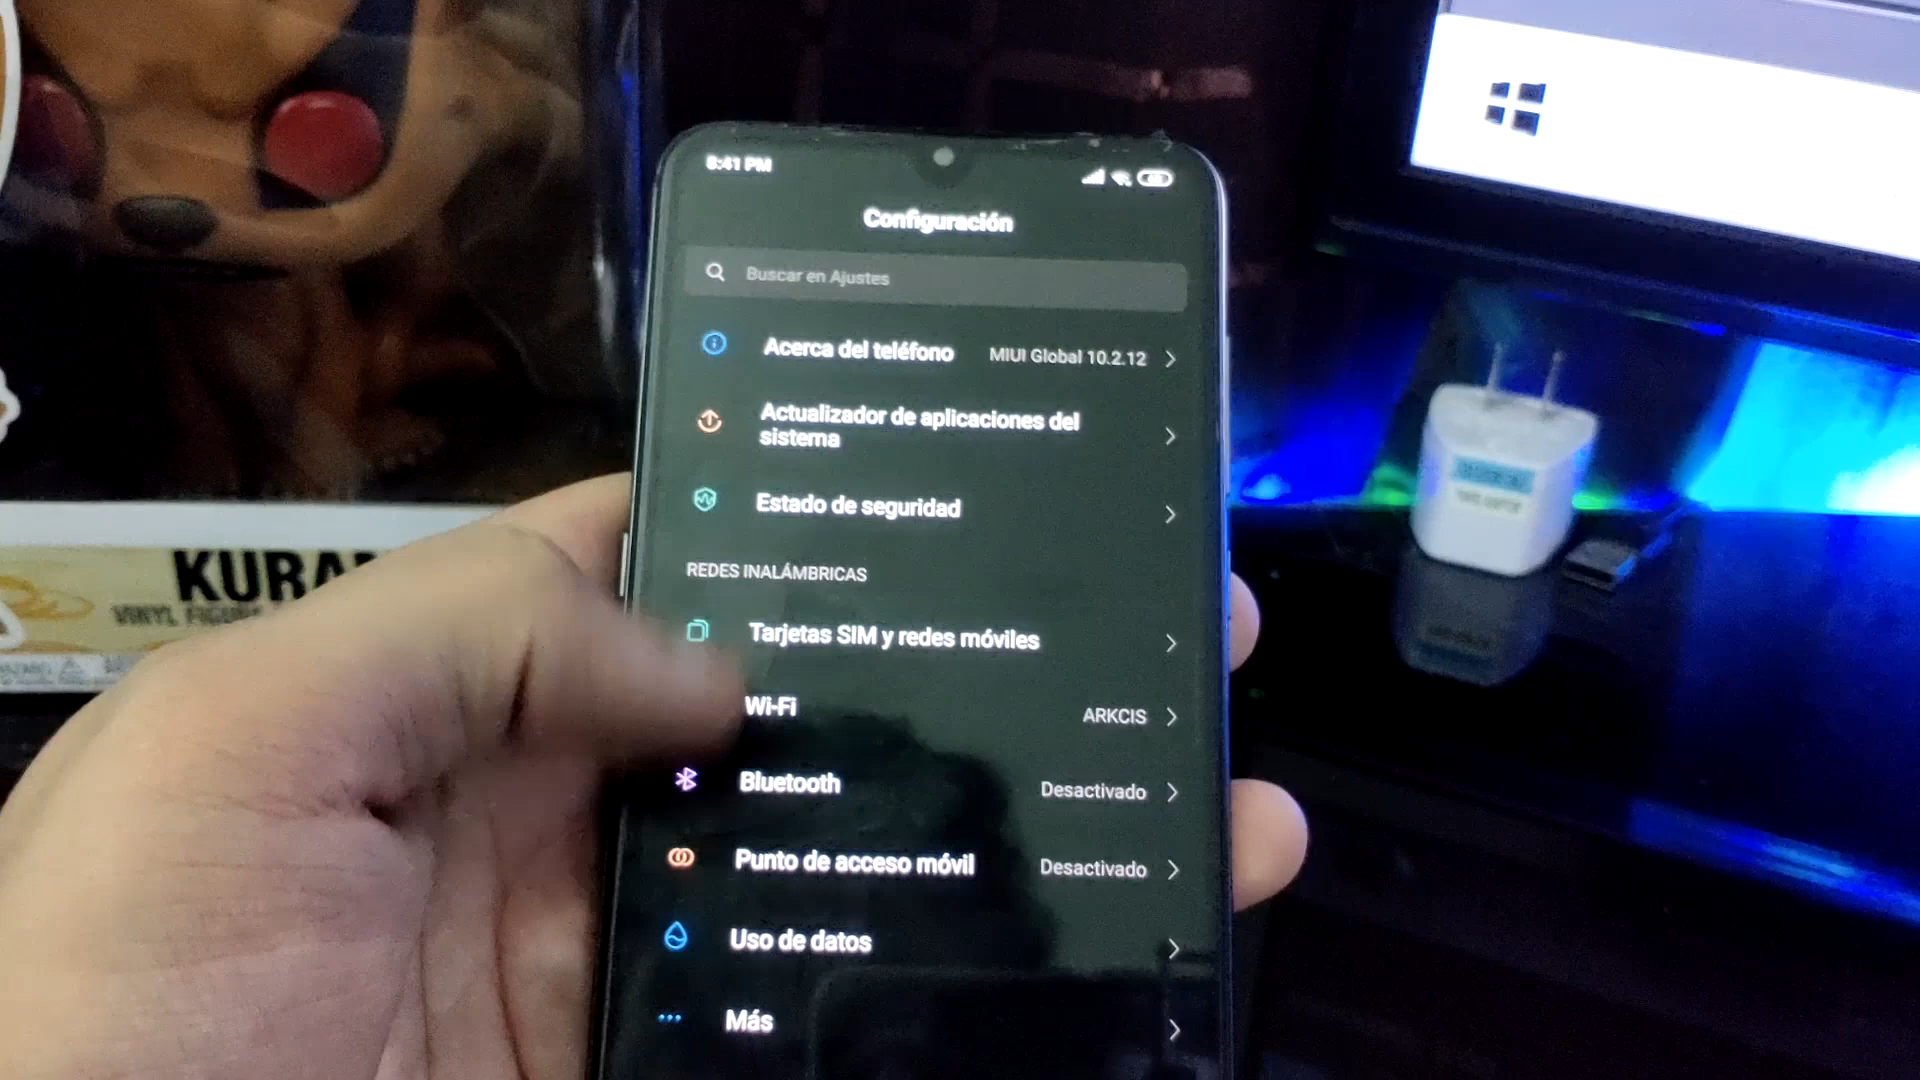 8:41 PM
Configuración
Buscar en Ajustes
Acerca del teléfono MIUI Global 10.2.12
Actualizador de aplicaciones del
sistema
Estado de seguridad
REDES INALÁMBRICAS
Tarjetas SIM y redes móviles
Wi-Fi ARKCIS
Bluetooth Desactivado
Punto de acceso móvil Desactivado
Uso de datos
Más
KURA
VINYL FIGURE